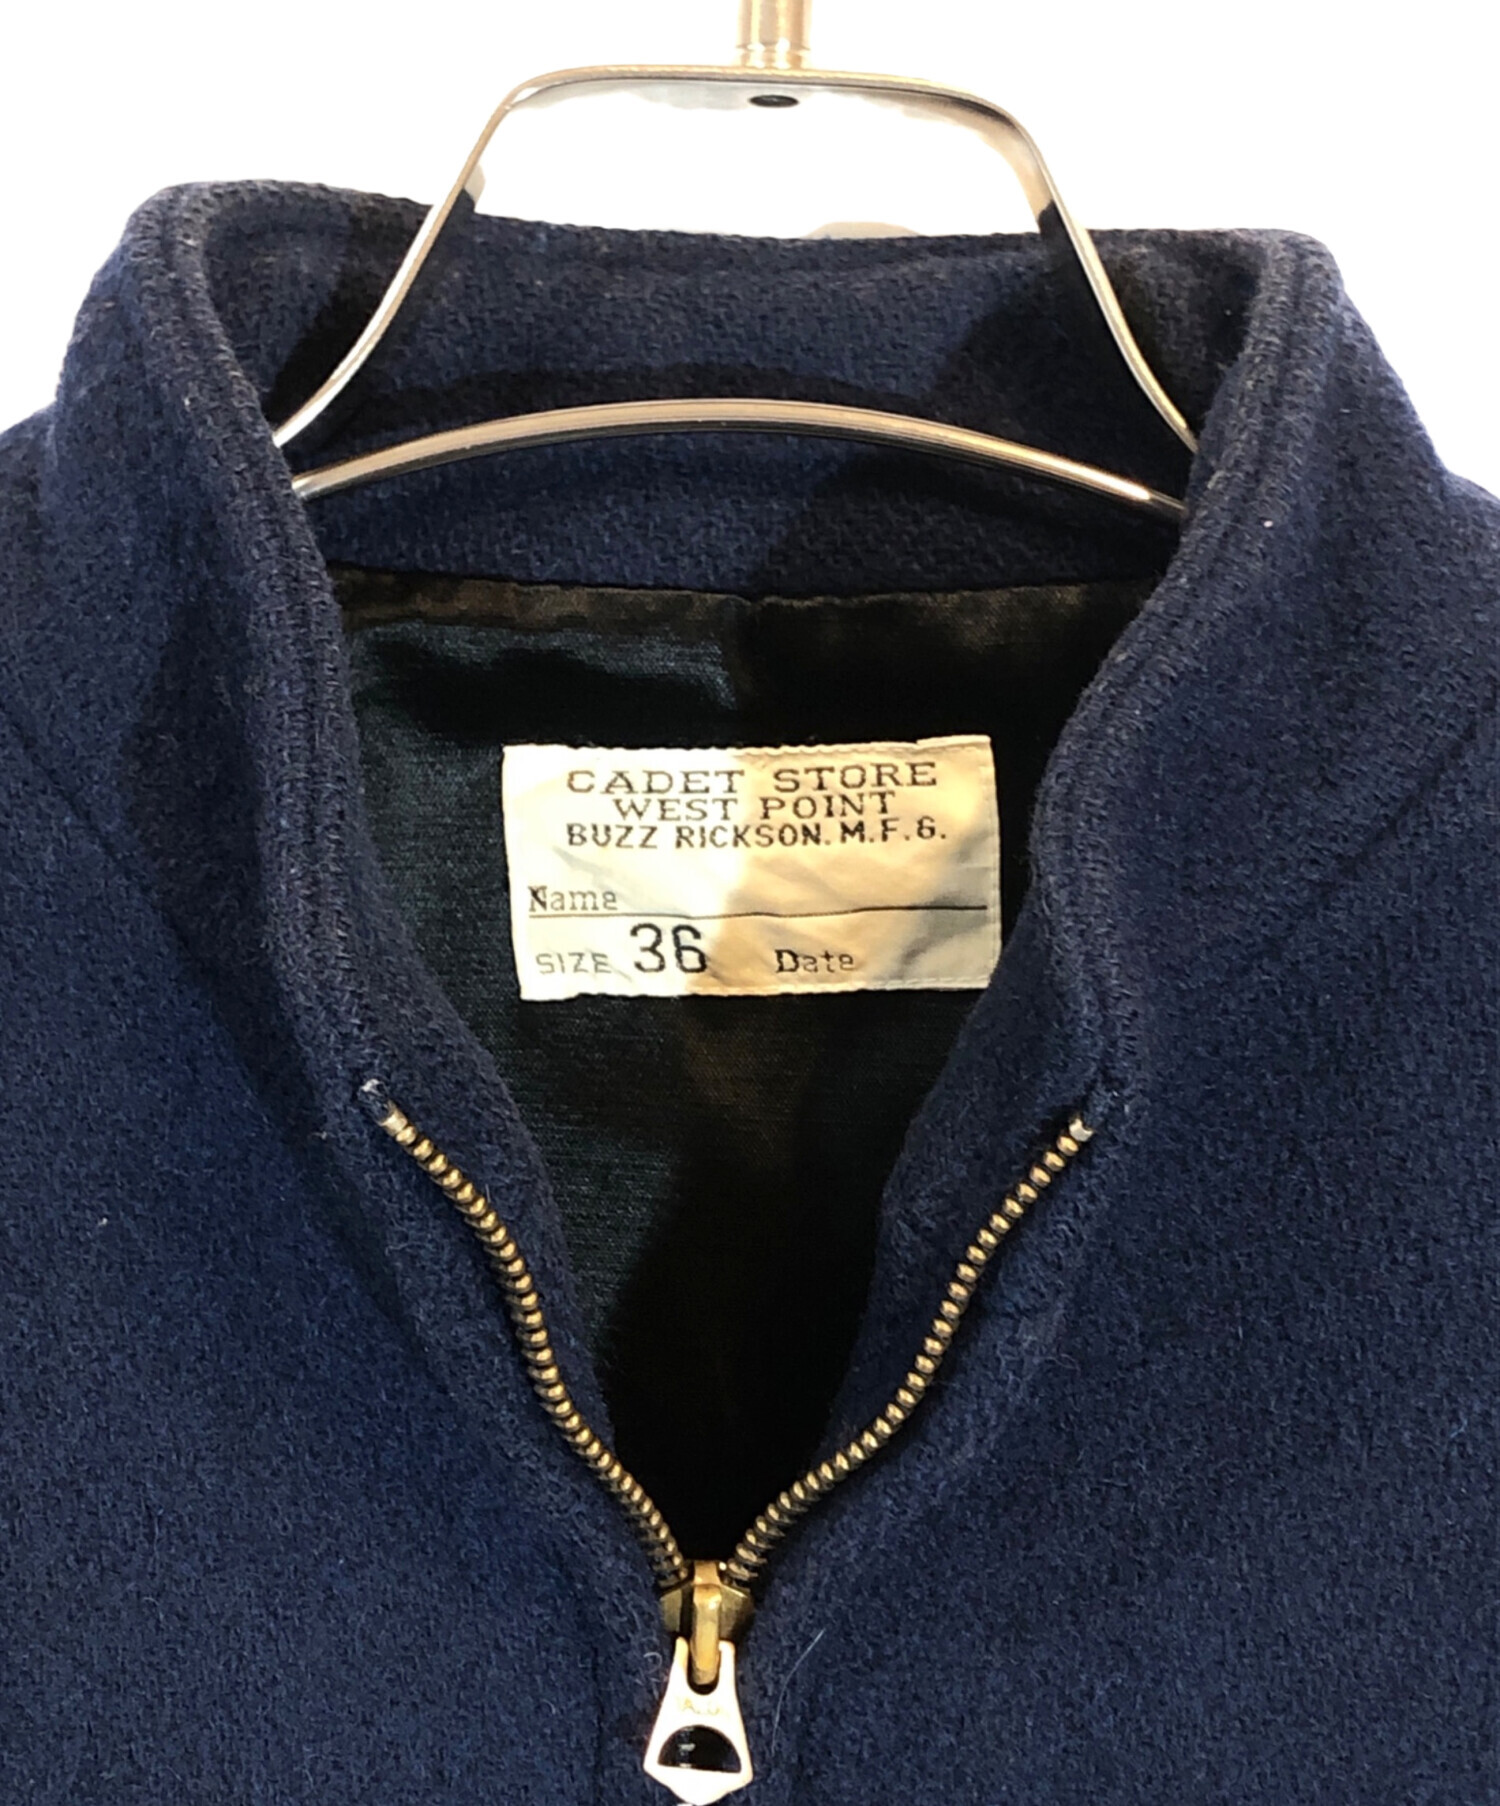 CADET STORE
WEST POINT
BUZZ RICKSON. M.F.G.
Name
SIZE 36 Date